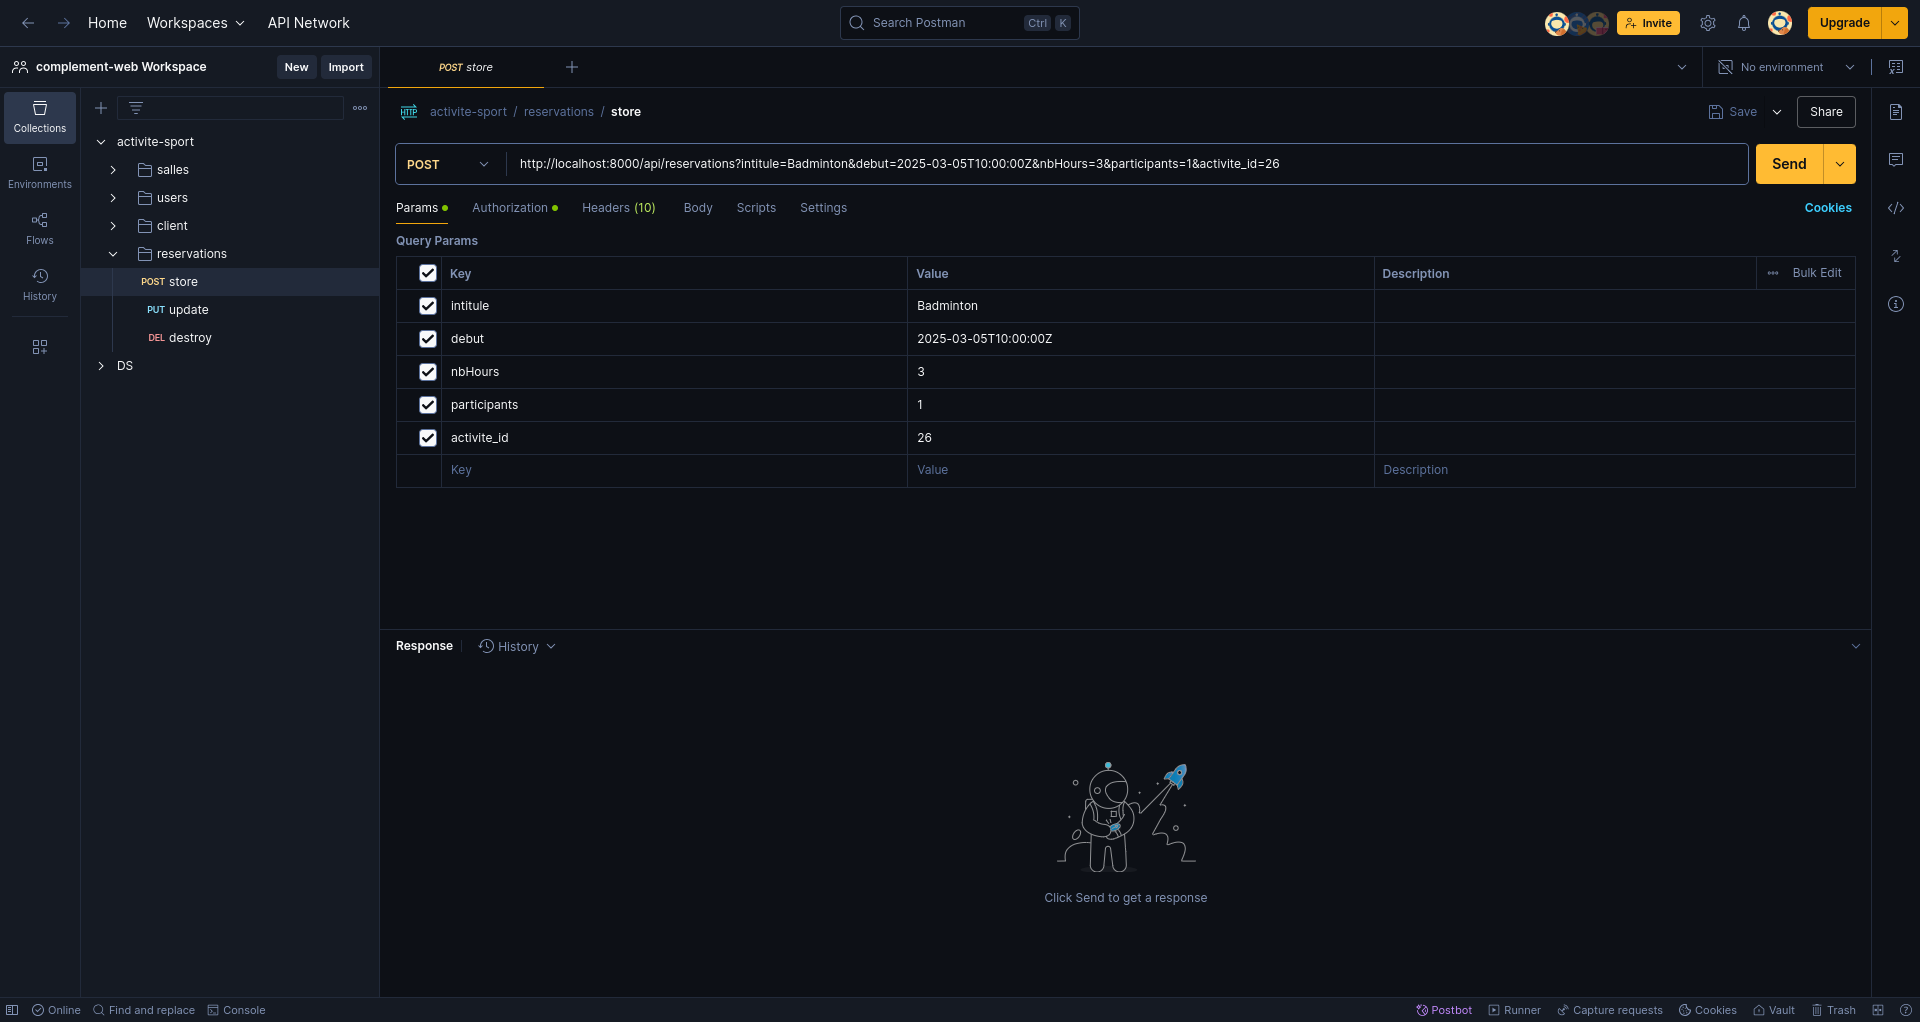 Home Workspaces API Network Search Postman Ctrl K Invite Upgrade
complement-web Workspace New Import POST store No environment
Collections
Environments
Flows
History
activite-sport
salles
users
client
reservations
POST store
PUT update
DEL destroy
DS
HTTP activite-sport / reservations / store Save Share
POST http://localhost:8000/api/reservations?intitule=Badminton&debut=2025-03-05T10:00:00Z&nbHours=3&participants=1&activite_id=26 Send
Params Authorization Headers (10) Body Scripts Settings Cookies
Query Params
Key Value Description Bulk Edit
intitule Badminton
debut 2025-03-05T10:00:00Z
nbHours 3
participants 1
activite_id 26
Key Value Description
Response History
Click Send to get a response
Online Find and replace Console Postbot Runner Capture requests Cookies Vault Trash